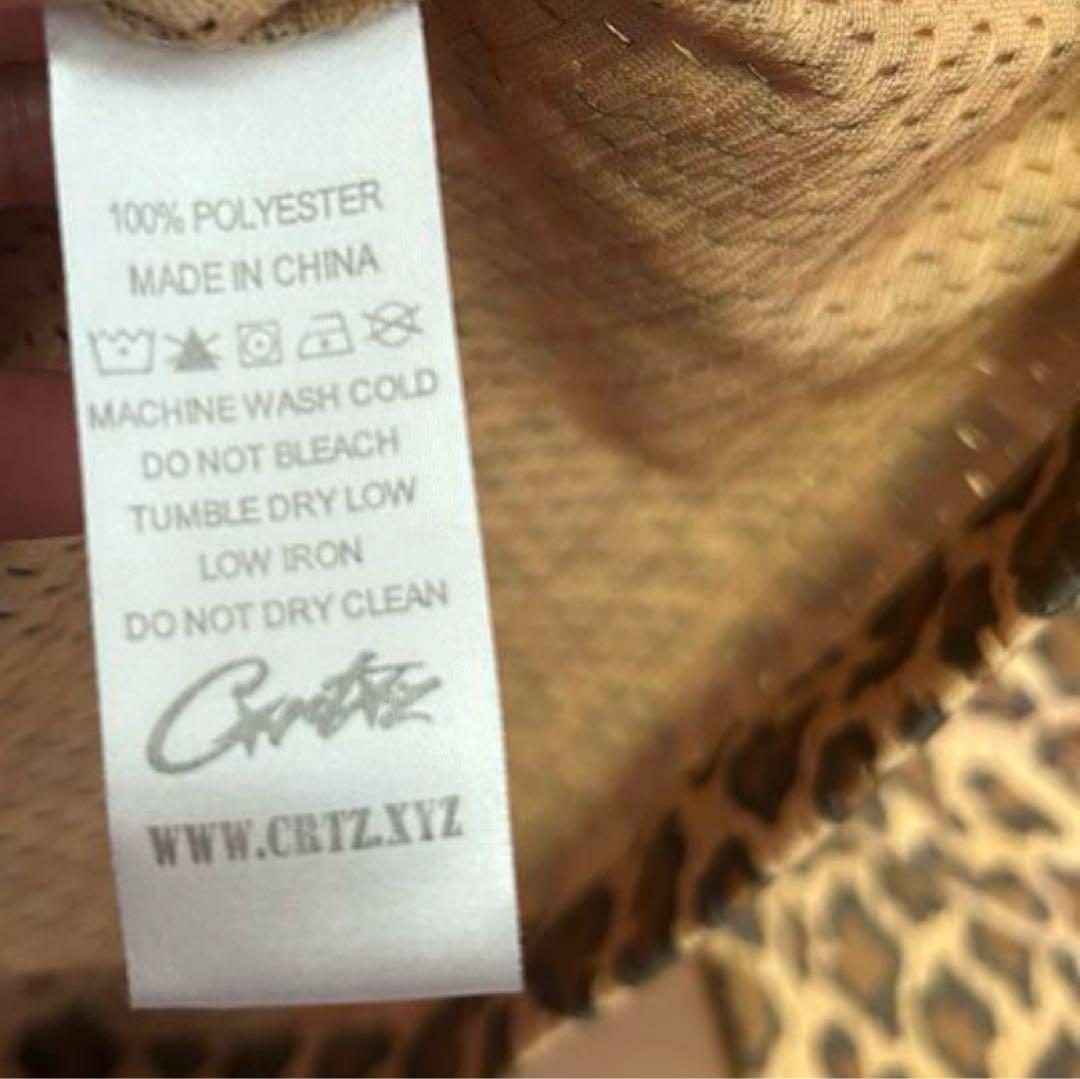 100% POLYESTER
MADE IN CHINA
MACHINE WASH COLD
DO NOT BLEACH
TUMBLE DRY LOW
LOW IRON
DO NOT DRY CLEAN
Crrtz
WWW.CRTZ.XYZ